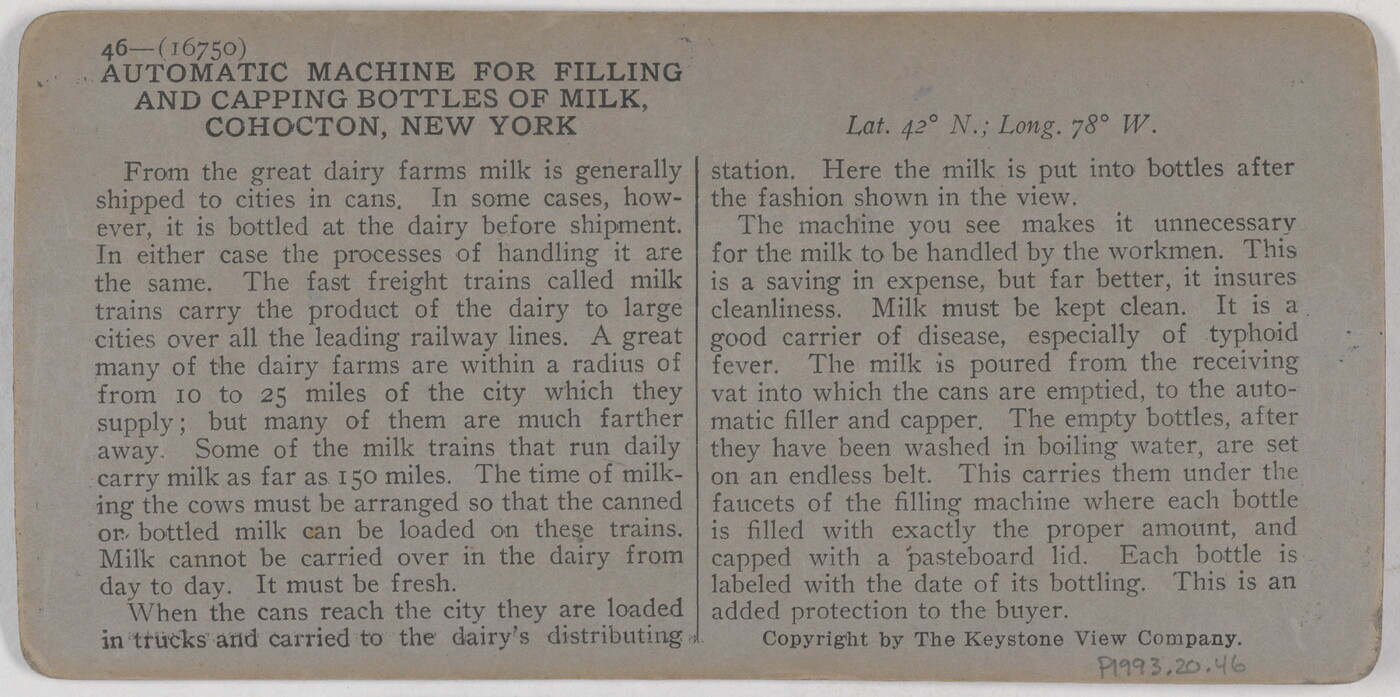 46—(16750)
AUTOMATIC MACHINE FOR FILLING
AND CAPPING BOTTLES OF MILK,
COHOCTON, NEW YORK
Lat. 42° N.; Long. 78° W.
From the great dairy farms milk is generally
shipped to cities in cans. In some cases, how-
ever, it is bottled at the dairy before shipment.
In either case the processes of handling it are
the same. The fast freight trains called milk
trains carry the product of the dairy to large
cities over all the leading railway lines. A great
many of the dairy farms are within a radius of
from 10 to 25 miles of the city which they
supply; but many of them are much farther
away. Some of the milk trains that run daily
carry milk as far as 150 miles. The time of milk-
ing the cows must be arranged so that the canned
or bottled milk can be loaded on these trains.
Milk cannot be carried over in the dairy from
day to day. It must be fresh.
When the cans reach the city they are loaded
in trucks and carried to the dairy's distributing
station. Here the milk is put into bottles after
the fashion shown in the view.
The machine you see makes it unnecessary
for the milk to be handled by the workmen. This
is a saving in expense, but far better, it insures
cleanliness. Milk must be kept clean. It is a
good carrier of disease, especially of typhoid
fever. The milk is poured from the receiving
vat into which the cans are emptied, to the auto-
matic filler and capper. The empty bottles, after
they have been washed in boiling water, are set
on an endless belt. This carries them under the
faucets of the filling machine where each bottle
is filled with exactly the proper amount, and
capped with a pasteboard lid. Each bottle is
labeled with the date of its bottling. This is an
added protection to the buyer.
Copyright by The Keystone View Company.
P1993.20.46